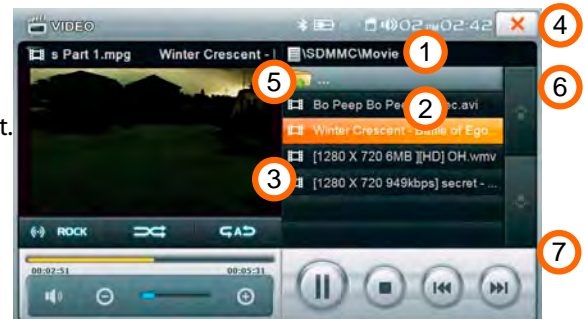 VIDEO
02 PM 02:42
4
s Part 1.mpg Winter Crescent - |
\SDMMC\Movie
1
5
...
6
Bo Peep Bo Pee
ec.avi
2
t.
Winter Crescent - Battle of Ego
[1280 X 720 6MB ][HD] OH.wmv
3
[1280 X 720 949kbps] secret - ...
ROCK
A
7
00:02:51
00:05:31